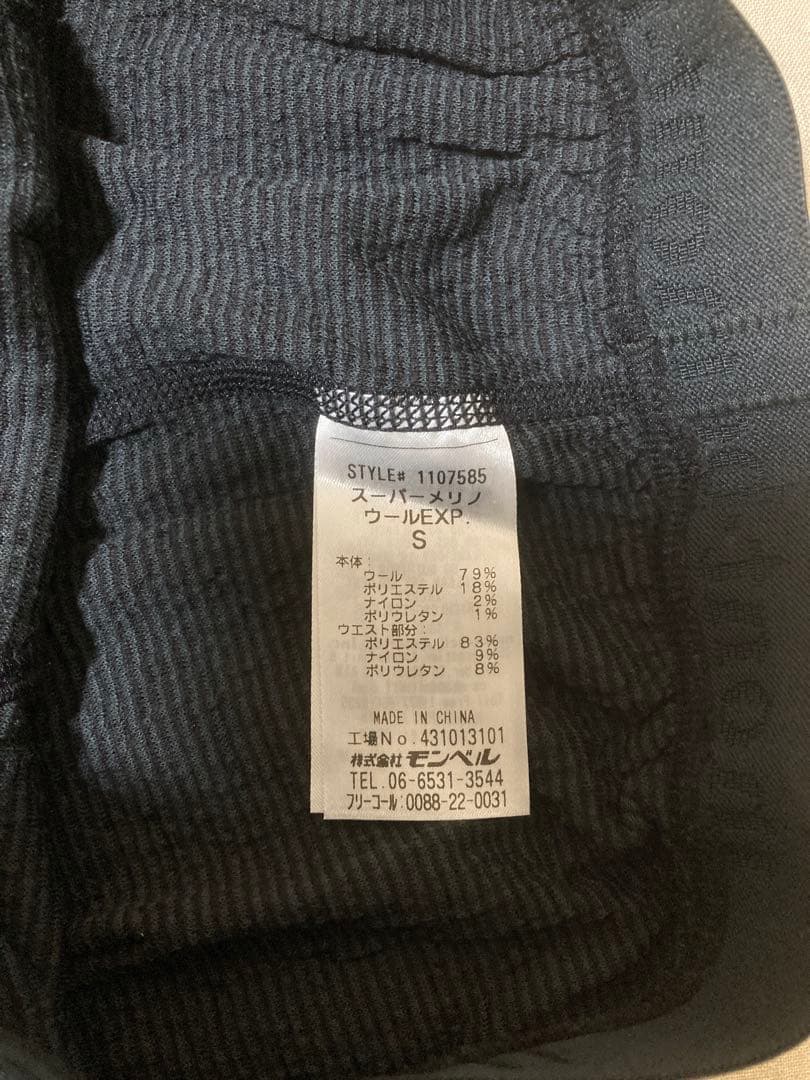 STYLE# 1107585
スーパーメリノ
ウールEXP.
S
本体:
ウール 79%
ポリエステル 18%
ナイロン 2%
ポリウレタン 1%
ウエスト部分:
ポリエステル 83%
ナイロン 9%
ポリウレタン 8%
MADE IN CHINA
工場No.431013101
株式会社 モンベル
TEL.06-6531-3544
フリーコール:0088-22-0031